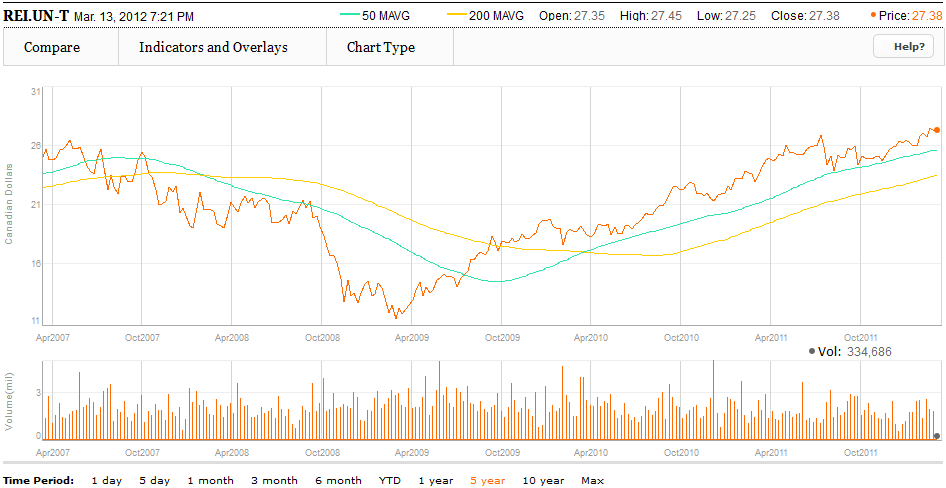 REI.UN-T Mar. 13, 2012 7:21 PM 50 MAVG 200 MAVG Open: 27.35 High: 27.45 Low: 27.25 Close: 27.38 Price: 27.38
Compare Indicators and Overlays Chart Type Help?
31
26
21
16
11
Canadian Dollars
Apr2007 Oct2007 Apr2008 Oct2008 Apr2009 Oct2009 Apr2010 Oct2010 Apr2011 Oct2011
Vol: 334,686
3
0
Volume(mil)
Apr2007 Oct2007 Apr2008 Oct2008 Apr2009 Oct2009 Apr2010 Oct2010 Apr2011 Oct2011
Time Period: 1 day 5 day 1 month 3 month 6 month YTD 1 year 5 year 10 year Max